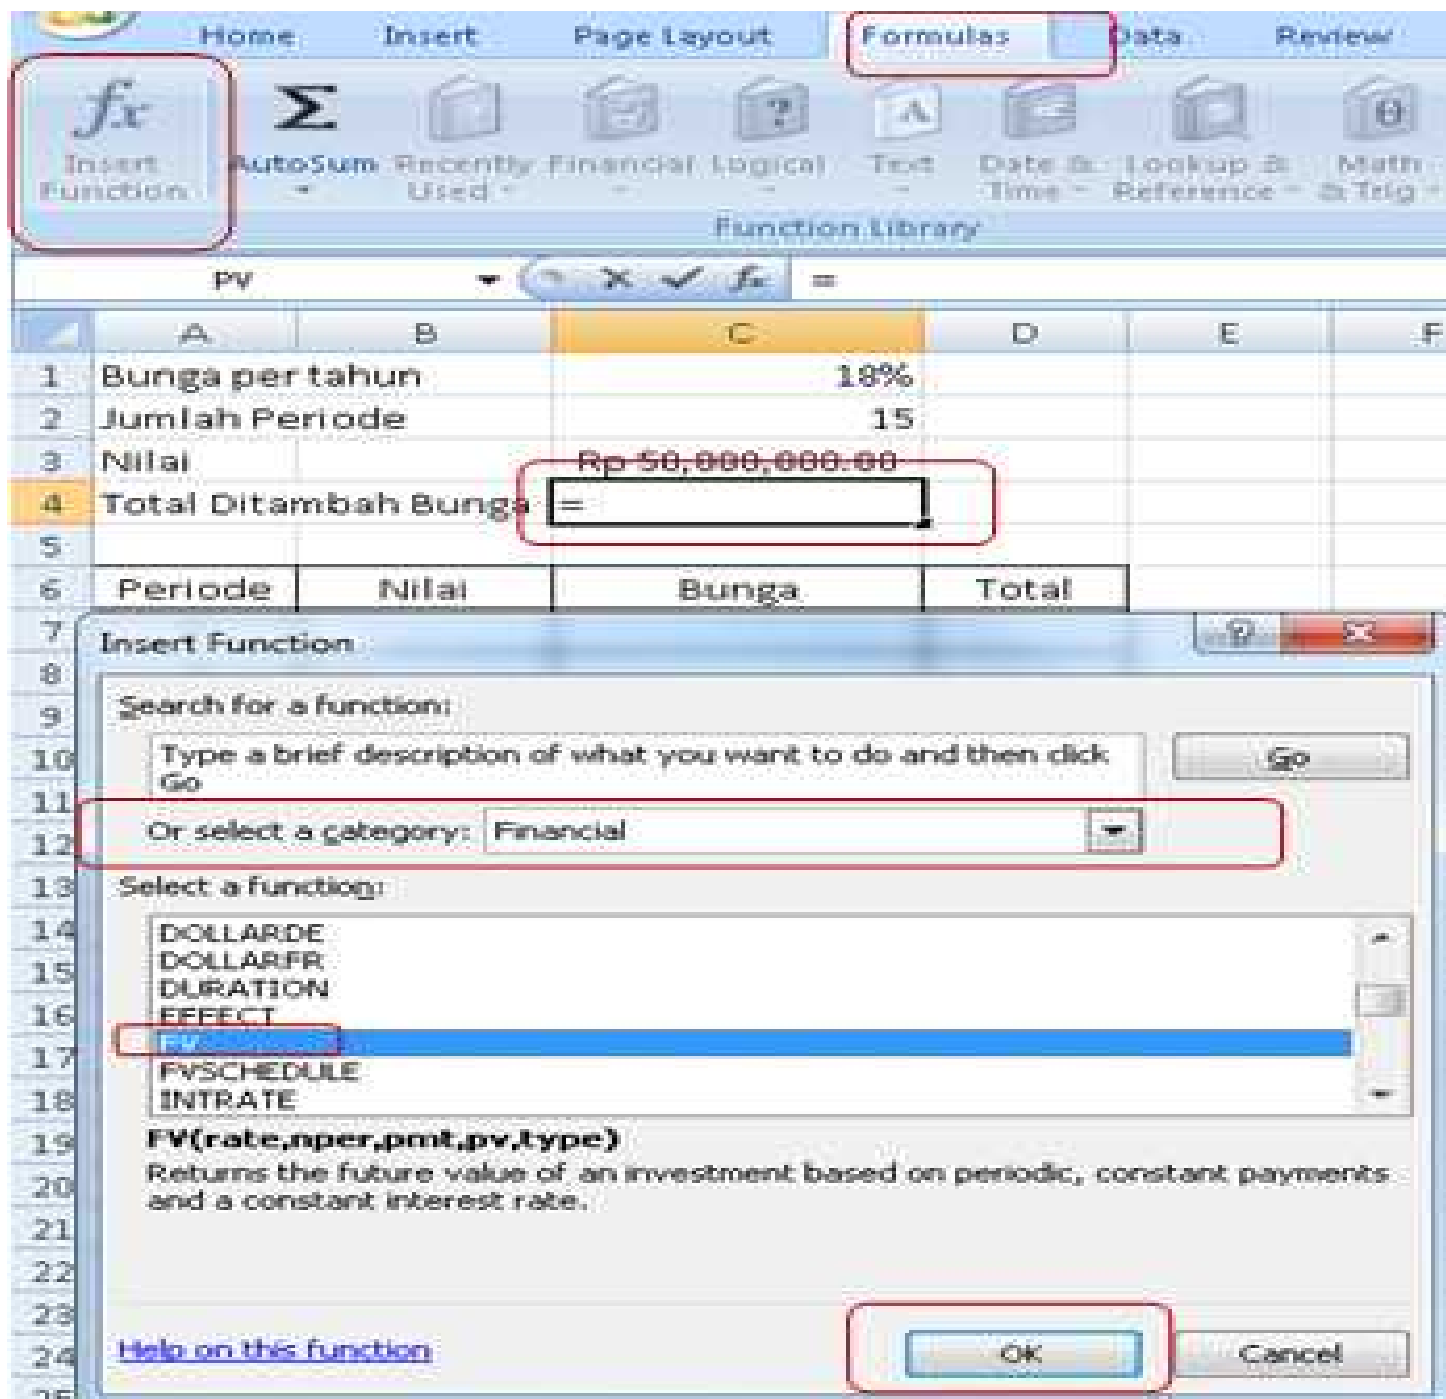 Home Insert Page Layout Formulas Data Review
fx Insert Function
Σ AutoSum
Recently Used
Financial
Logical
Text
Date & Time
Lookup & Reference
Math & Trig
Function Library
PV fx =
A B C D E F
1 Bunga per tahun 18%
2 Jumlah Periode 15
3 Nilai Rp 50,000,000.00
4 Total Ditambah Bunga =
5
6 Periode Nilai Bunga Total
7
8
9
10
11
12
13
14
15
16
17
18
19
20
21
22
23
24
25
Insert Function
Search for a function:
Type a brief description of what you want to do and then click
Go
Go
Or select a category: Financial
Select a function:
DOLLARDE
DOLLARFR
DURATION
EFFECT
FV
FVSCHEDULE
INTRATE
FV(rate,nper,pmt,pv,type)
Returns the future value of an investment based on periodic, constant payments
and a constant interest rate.
Help on this function
OK Cancel